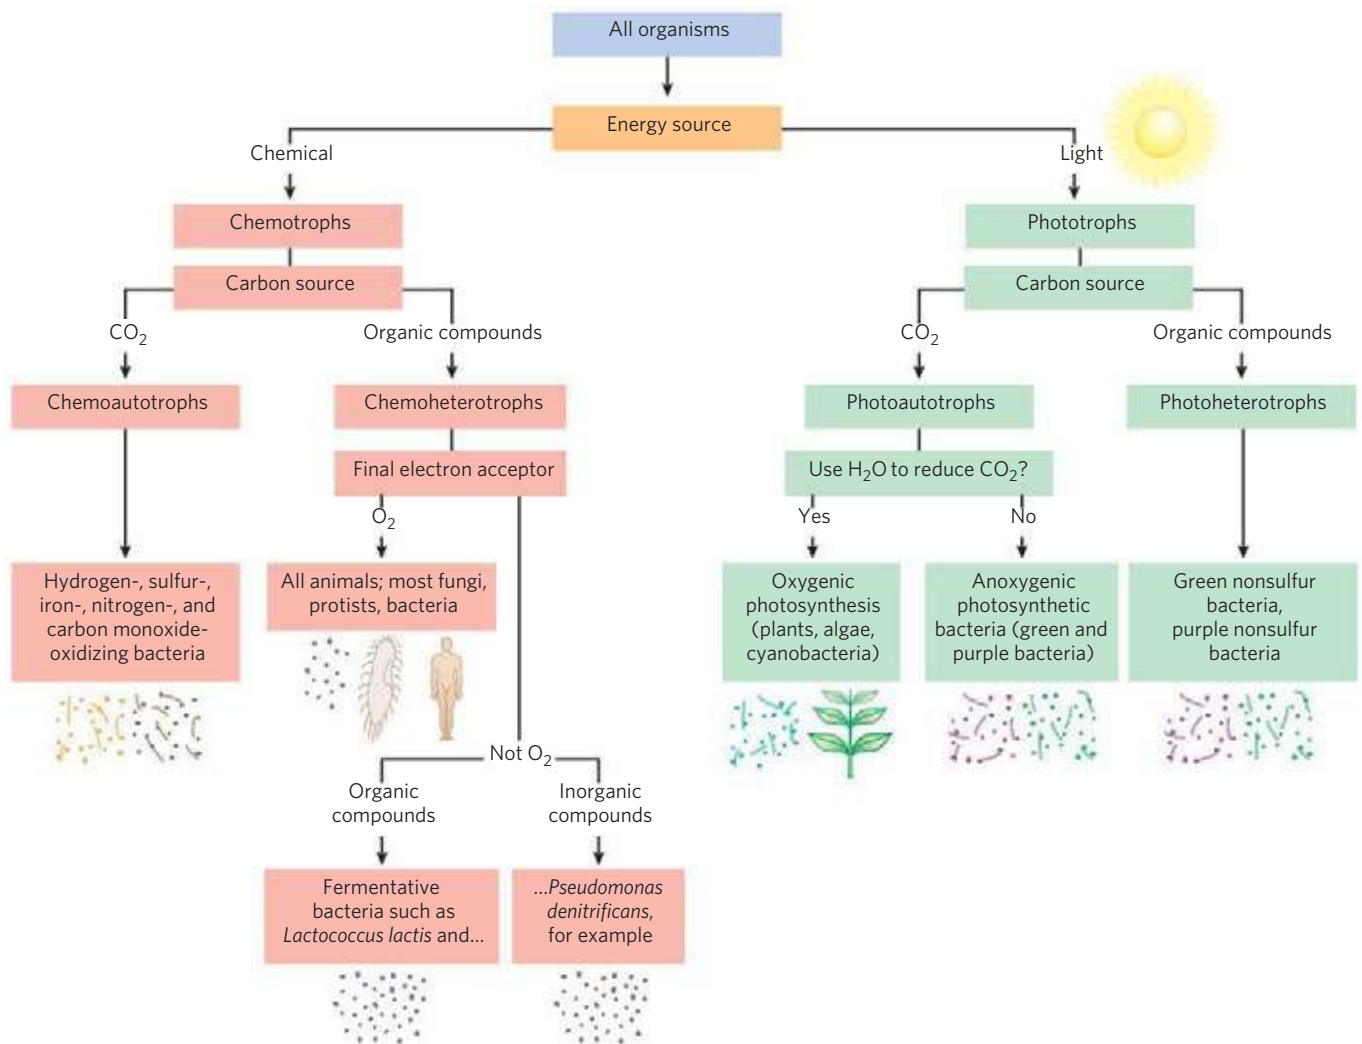 All organisms
Energy source
Chemical
Light
Chemotrophs
Phototrophs
Carbon source
Carbon source
CO₂
Organic compounds
CO₂
Organic compounds
Chemoautotrophs
Chemoheterotrophs
Photoautotrophs
Photoheterotrophs
Final electron acceptor
Use H₂O to reduce CO₂?
O₂
Yes
No
Hydrogen-, sulfur-,
iron-, nitrogen-, and
carbon monoxide-
oxidizing bacteria
All animals; most fungi,
protists, bacteria
Oxygenic
photosynthesis
(plants, algae,
cyanobacteria)
Anoxygenic
photosynthetic
bacteria (green and
purple bacteria)
Green nonsulfur
bacteria,
purple nonsulfur
bacteria
Not O₂
Organic
compounds
Inorganic
compounds
Fermentative
bacteria such as
Lactococcus lactis and...
...Pseudomonas
denitrificans,
for example